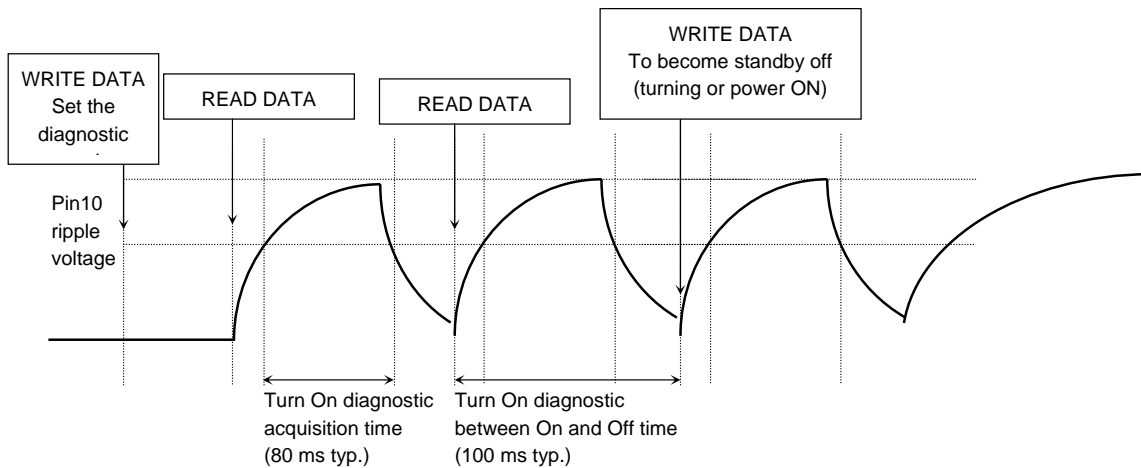 WRITE DATA
Set the
diagnostic
READ DATA
READ DATA
WRITE DATA
To become standby off
(turning or power ON)
Pin10
ripple
voltage
Turn On diagnostic
acquisition time
(80 ms typ.)
Turn On diagnostic
between On and Off time
(100 ms typ.)